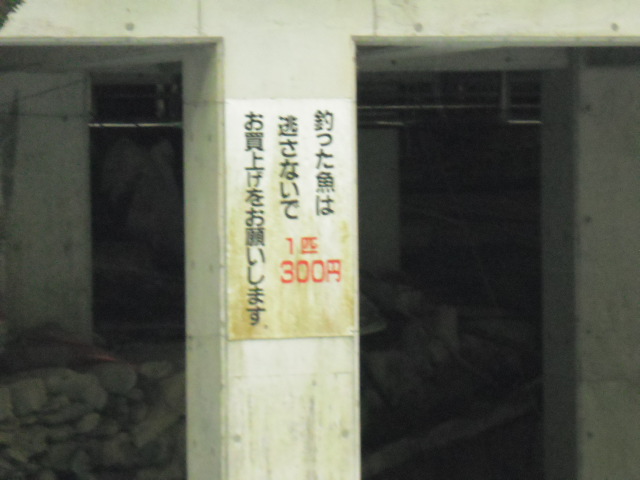 釣った魚は
逃さないで
お買上げをお願いします。
1匹
300円